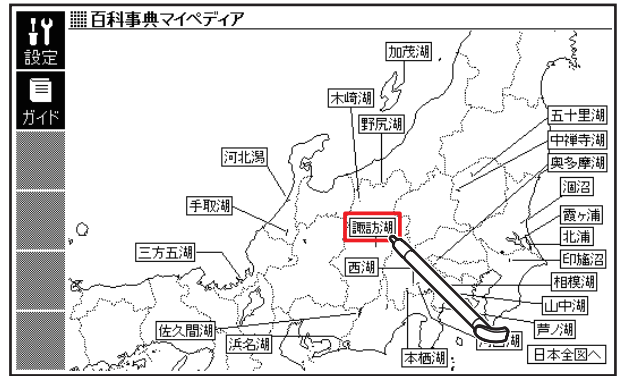 百科事典マイペディア
設定
ガイド
加茂湖
木崎湖
野尻湖
五十里湖
中禅寺湖
河北潟
奥多摩湖
涸沼
手取湖
霞ヶ浦
諏訪湖
北浦
三方五湖
西湖
印旛沼
相模湖
山中湖
佐久間湖
芦ノ湖
浜名湖
本栖湖
日本全図へ